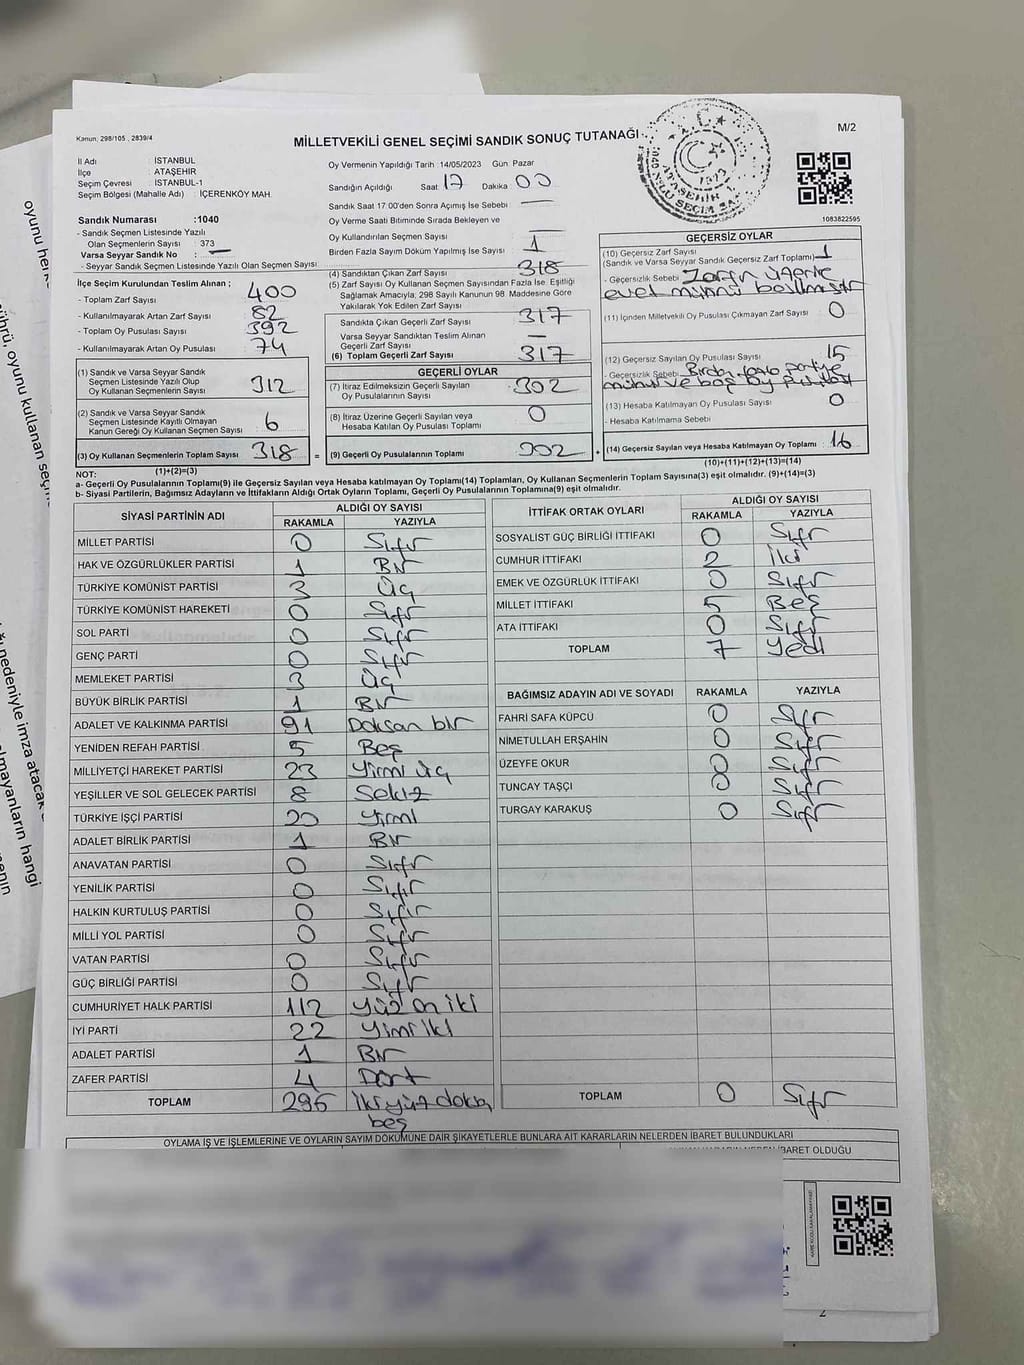 Kanun, 298/105 , 2839/4
MİLLETVEKİLİ GENEL SEÇİMİ SANDIK SONUÇ TUTANAĞI
M/2
İl Adı : İSTANBUL
İlçe : ATAŞEHİR
Seçim Çevresi : İSTANBUL-1
Seçim Bölgesi (Mahalle Adı) : İÇERENKÖY MAH.
Sandık Numarası :1040
- Sandık Seçmen Listesinde Yazılı
Olan Seçmenlerin Sayısı : 373
Varsa Seyyar Sandık No : —
- Seyyar Sandık Seçmen Listesinde Yazılı Olan Seçmen Sayısı
İlçe Seçim Kurulundan Teslim Alınan ;
- Toplam Zarf Sayısı : 400
- Kullanılmayarak Artan Zarf Sayısı : 82
- Toplam Oy Pusulası Sayısı : 392
- Kullanılmayarak Artan Oy Pusulası : 74
(1) Sandık ve Varsa Seyyar Sandık
Seçmen Listesinde Yazılı Olup
Oy Kullanan Seçmenlerin Sayısı : 312
(2) Sandık ve Varsa Seyyar Sandık
Seçmen Listesinde Kayıtlı Olmayan
Kanun Gereği Oy Kullanan Seçmen Sayısı : 6
(3) Oy Kullanan Seçmenlerin Toplam Sayısı : 318
(1)+(2)=(3)
Oy Vermenin Yapıldığı Tarih :14/05/2023 Gün: Pazar
Sandığın Açıldığı Saat 17 Dakika 00
Sandık Saat 17:00'den Sonra Açılmış İse Sebebi : —
Oy Verme Saati Bitiminde Sırada Bekleyen ve
Oy Kullandırılan Seçmen Sayısı : —
Birden Fazla Sayım Döküm Yapılmış İse Sayısı : 1
(4) Sandıktan Çıkan Zarf Sayısı : 318
(5) Zarf Sayısı Oy Kullanan Seçmen Sayısından Fazla İse, Eşitliği
Sağlamak Amacıyla; 298 Sayılı Kanunun 98. Maddesine Göre
Yakılarak Yok Edilen Zarf Sayısı :
Sandıkta Çıkan Geçerli Zarf Sayısı : 317
Varsa Seyyar Sandıktan Teslim Alınan
Geçerli Zarf Sayısı : —
(6) Toplam Geçerli Zarf Sayısı : 317
GEÇERLİ OYLAR
(7) İtiraz Edilmeksizin Geçerli Sayılan
Oy Pusulalarının Sayısı : 302
(8) İtiraz Üzerine Geçerli Sayılan veya
Hesaba Katılan Oy Pusulası Toplamı : 0
= (9) Geçerli Oy Pusulalarının Toplamı : 302 +
1083822595
GEÇERSİZ OYLAR
(10) Geçersiz Zarf Sayısı
(Sandık ve Varsa Seyyar Sandık Geçersiz Zarf Toplamı) 1
- Geçersizlik Sebebi : Zarfın üzerine
evet mührü basılmıştır
(11) İçinden Milletvekili Oy Pusulası Çıkmayan Zarf Sayısı : 0
(12) Geçersiz Sayılan Oy Pusulası Sayısı : 15
- Geçersizlik Sebebi : Birden fazla partiye
mühür ve boş oy pusulası
(13) Hesaba Katılmayan Oy Pusulası Sayısı : 0
- Hesaba Katılmama Sebebi :
(14) Geçersiz Sayılan veya Hesaba Katılmayan Oy Toplamı : 16
(10)+(11)+(12)+(13)=(14)
NOT:
a- Geçerli Oy Pusulalarının Toplamı(9) ile Geçersiz Sayılan veya Hesaba katılmayan Oy Toplamı(14) Toplamları, Oy Kullanan Seçmenlerin Toplam Sayısına(3) eşit olmalıdır. (9)+(14)=(3)
b- Siyasi Partilerin, Bağımsız Adayların ve İttifakların Aldığı Ortak Oyların Toplamı, Geçerli Oy Pusulalarının Toplamına(9) eşit olmalıdır.
SİYASİ PARTİNİN ADI ALDIĞI OY SAYISI
RAKAMLA YAZIYLA
MİLLET PARTİSİ 0 Sıfır
HAK VE ÖZGÜRLÜKLER PARTİSİ 1 Bir
TÜRKİYE KOMÜNİST PARTİSİ 3 Üç
TÜRKİYE KOMÜNİST HAREKETİ 0 Sıfır
SOL PARTİ 0 Sıfır
GENÇ PARTİ 0 Sıfır
MEMLEKET PARTİSİ 3 Üç
BÜYÜK BİRLİK PARTİSİ 1 Bir
ADALET VE KALKINMA PARTİSİ 91 Doksan bir
YENİDEN REFAH PARTİSİ 5 Beş
MİLLİYETÇİ HAREKET PARTİSİ 23 Yirmi üç
YEŞİLLER VE SOL GELECEK PARTİSİ 8 Sekiz
TÜRKİYE İŞÇİ PARTİSİ 20 Yirmi
ADALET BİRLİK PARTİSİ 1 Bir
ANAVATAN PARTİSİ 0 Sıfır
YENİLİK PARTİSİ 0 Sıfır
HALKIN KURTULUŞ PARTİSİ 0 Sıfır
MİLLİ YOL PARTİSİ 0 Sıfır
VATAN PARTİSİ 0 Sıfır
GÜÇ BİRLİĞİ PARTİSİ 0 Sıfır
CUMHURİYET HALK PARTİSİ 112 Yüz on iki
İYİ PARTİ 22 Yirmi iki
ADALET PARTİSİ 1 Bir
ZAFER PARTİSİ 4 Dört
TOPLAM 295 İki yüz doksan
beş
İTTİFAK ORTAK OYLARI ALDIĞI OY SAYISI
RAKAMLA YAZIYLA
SOSYALİST GÜÇ BİRLİĞİ İTTİFAKI 0 Sıfır
CUMHUR İTTİFAKI 2 İki
EMEK VE ÖZGÜRLÜK İTTİFAKI 0 Sıfır
MİLLET İTTİFAKI 5 Beş
ATA İTTİFAKI 0 Sıfır
TOPLAM 7 Yedi
BAĞIMSIZ ADAYIN ADI VE SOYADI RAKAMLA YAZIYLA
FAHRİ SAFA KÜPCÜ 0 Sıfır
NİMETULLAH ERŞAHİN 0 Sıfır
ÜZEYFE OKUR 0 Sıfır
TUNCAY TAŞÇI 0 Sıfır
TURGAY KARAKUŞ 0 Sıfır
TOPLAM 0 Sıfır
OYLAMA İŞ VE İŞLEMLERİNE VE OYLARIN SAYIM DÖKÜMÜNE DAİR ŞİKAYETLERLE BUNLARA AİT KARARLARIN NELERDEN İBARET BULUNDUKLARI
İBARET OLDUĞU